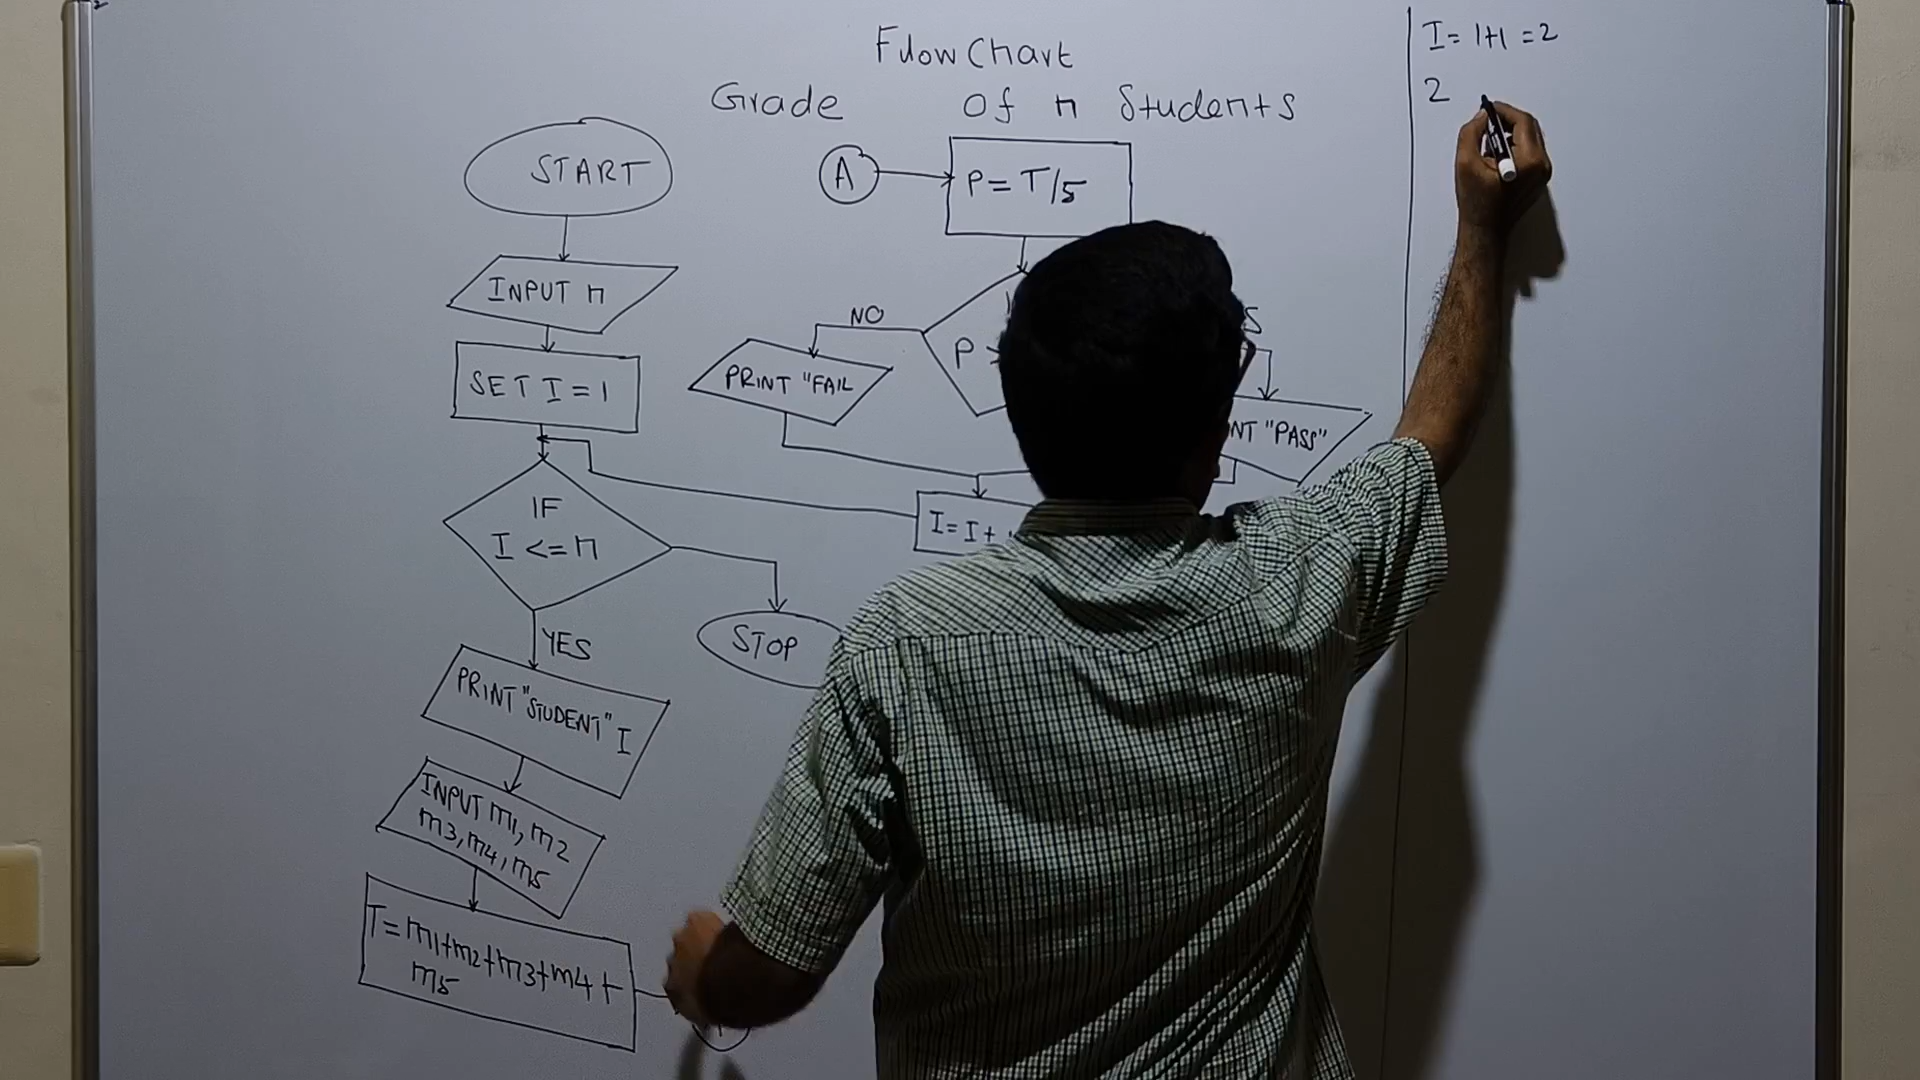 Flow Chart
Grade Of n Students
START
INPUT n
SET I = 1
IF
I <= n
YES
PRINT "STUDENT" I
INPUT m1, m2
m3, m4, m5
T = m1+m2+m3+m4+
m5
STOP
A
P = T/5
NO
P >
PRINT "FAIL
"PASS"
I = I +
I = 1+1 = 2
2